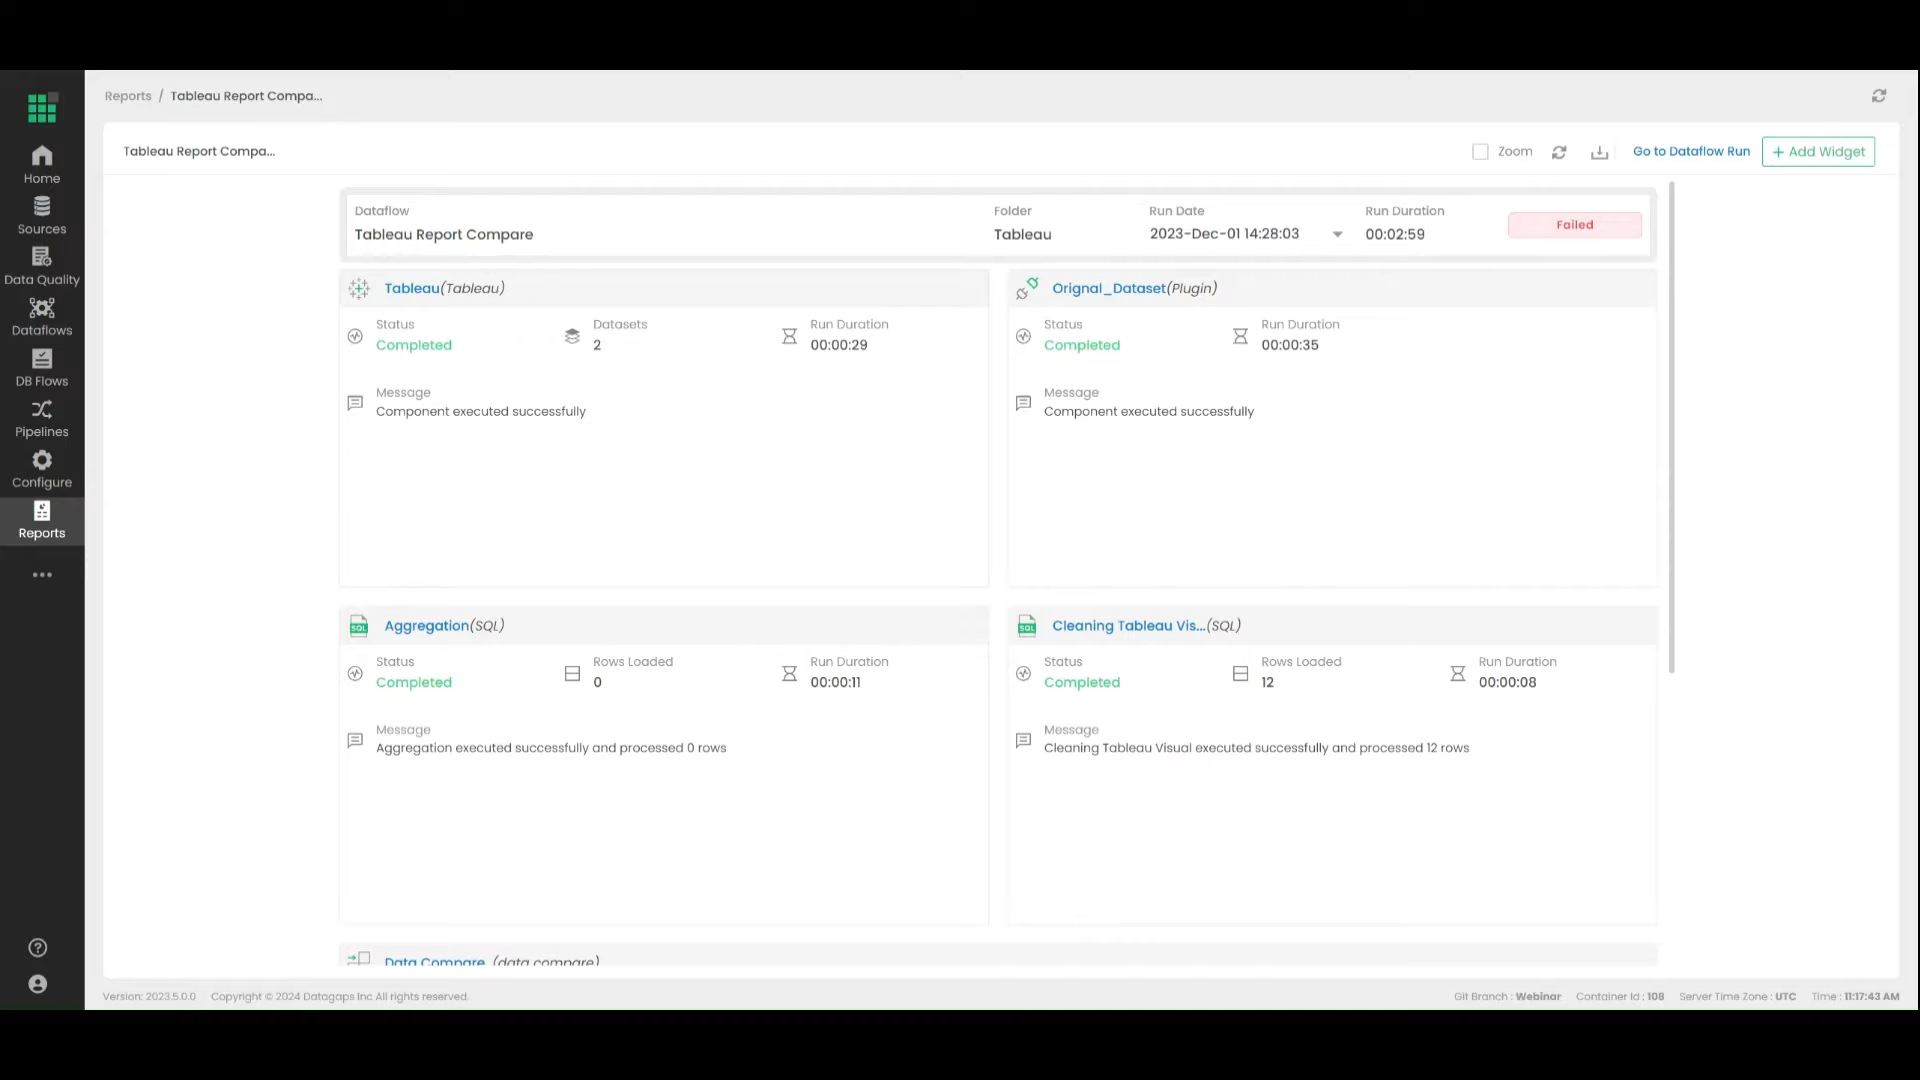 Reports / Tableau Report Compa...
Home
Sources
Data Quality
Dataflows
DB Flows
Pipelines
Configure
Reports
Tableau Report Compa...
Zoom
Go to Dataflow Run
+ Add Widget
Dataflow
Tableau Report Compare
Folder
Tableau
Run Date
2023-Dec-01 14:28:03
Run Duration
00:02:59
Failed
Tableau(Tableau)
Status
Completed
Datasets
2
Run Duration
00:00:29
Message
Component executed successfully
Orignal_Dataset(Plugin)
Status
Completed
Run Duration
00:00:35
Message
Component executed successfully
SQL
Aggregation(SQL)
Status
Completed
Rows Loaded
0
Run Duration
00:00:11
Message
Aggregation executed successfully and processed 0 rows
SQL
Cleaning Tableau Vis...(SQL)
Status
Completed
Rows Loaded
12
Run Duration
00:00:08
Message
Cleaning Tableau Visual executed successfully and processed 12 rows
Data Compare (data compare)
Version: 2023.5.0.0 Copyright © 2024 Datagaps Inc All rights reserved.
Git Branch : Webinar Container Id : 108 Server Time Zone : UTC Time : 11:17:43 AM